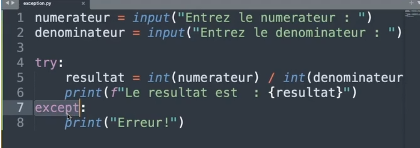 exception.py
1 numerateur = input("Entrez le numerateur : ")
2 denominateur = input("Entrez le denominateur : ")
3
4 try:
5     resultat = int(numerateur) / int(denominateur
6     print(f"Le resultat est  : {resultat}")
7 except:
8     print("Erreur!")